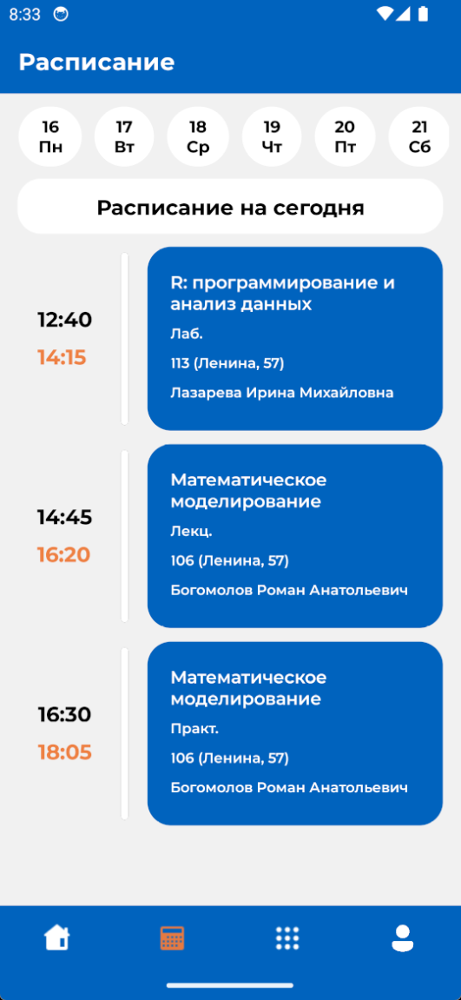 8:33
Расписание
16 17 18 19 20 21
Пн Вт Ср Чт Пт Сб
Расписание на сегодня
12:40
14:15
R: программирование и
анализ данных
Лаб.
113 (Ленина, 57)
Лазарева Ирина Михайловна
14:45
16:20
Математическое
моделирование
Лекц.
106 (Ленина, 57)
Богомолов Роман Анатольевич
16:30
18:05
Математическое
моделирование
Практ.
106 (Ленина, 57)
Богомолов Роман Анатольевич